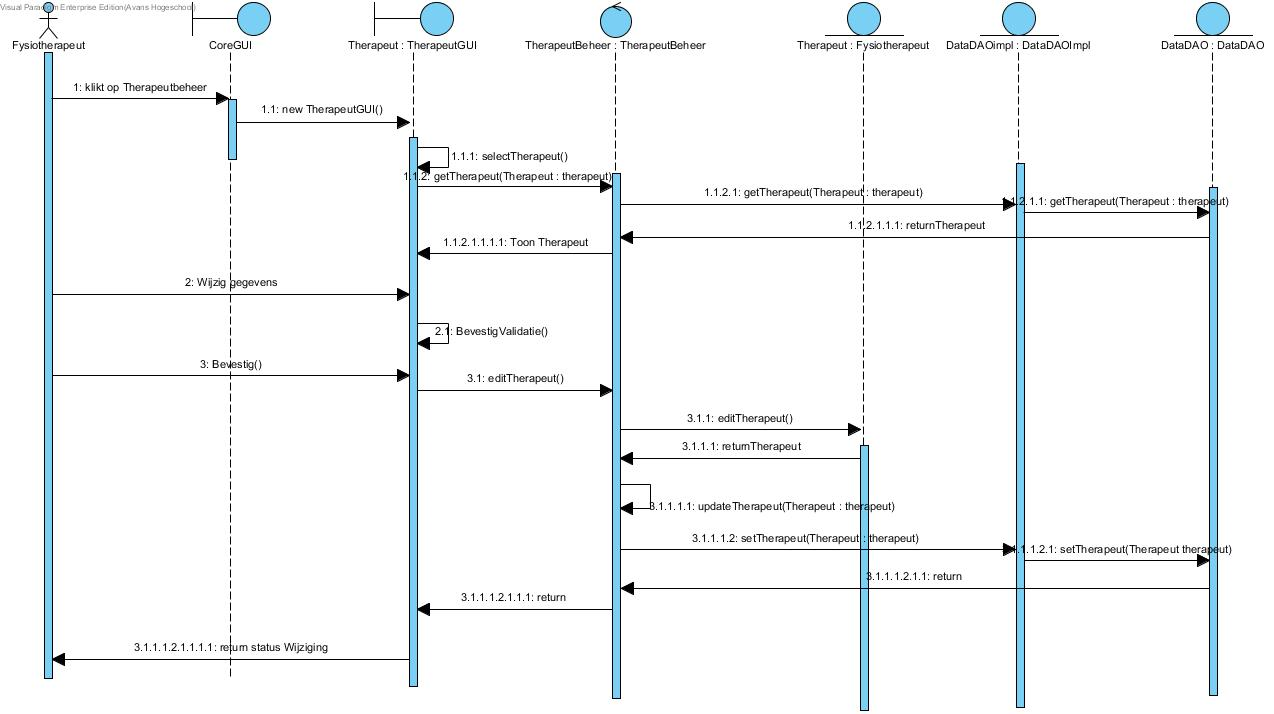 Visual Paradigm Enterprise Edition(Avans Hogeschool)
Fysiotherapeut
CoreGUI
Therapeut : TherapeutGUI
TherapeutBeheer : TherapeutBeheer
Therapeut : Fysiotherapeut
DataDAOimpl : DataDAOImpl
DataDAO : DataDAO
1: klikt op Therapeutbeheer
1.1: new TherapeutGUI()
1.1.1: selectTherapeut()
1.1.2: getTherapeut(Therapeut : therapeut)
1.1.2.1: getTherapeut(Therapeut : therapeut)
1.1.2.1.1: getTherapeut(Therapeut : therapeut)
1.1.2.1.1.1: returnTherapeut
1.1.2.1.1.1.1: Toon Therapeut
2: Wijzig gegevens
2.1: BevestigValidatie()
3: Bevestig()
3.1: editTherapeut()
3.1.1: editTherapeut()
3.1.1.1: returnTherapeut
3.1.1.1.1: updateTherapeut(Therapeut : therapeut)
3.1.1.1.2: setTherapeut(Therapeut : therapeut)
3.1.1.1.2.1: setTherapeut(Therapeut therapeut)
3.1.1.1.2.1.1: return
3.1.1.1.2.1.1.1: return
3.1.1.1.2.1.1.1.1: return status Wijziging